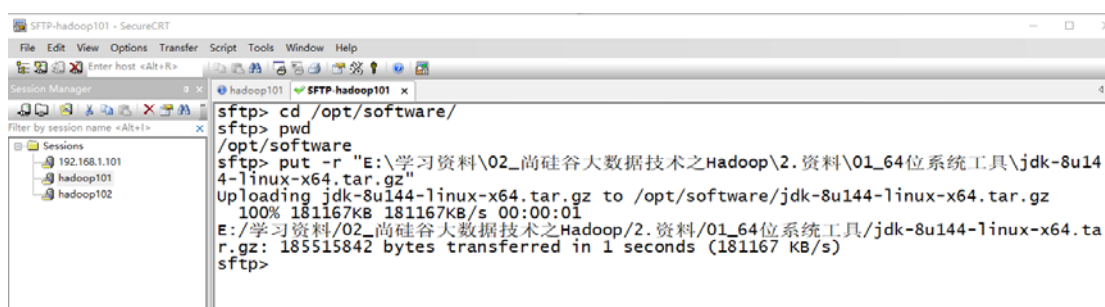 SFTP-hadoop101 - SecureCRT
File Edit View Options Transfer Script Tools Window Help
Enter host <Alt+R>
Session Manager
hadoop101 SFTP-hadoop101
Filter by session name <Alt+I>
Sessions
192.168.1.101
hadoop101
hadoop102
sftp> cd /opt/software/
sftp> pwd
/opt/software
sftp> put -r "E:\学习资料\02_尚硅谷大数据技术之Hadoop\2.资料\01_64位系统工具\jdk-8u14
4-linux-x64.tar.gz"
Uploading jdk-8u144-linux-x64.tar.gz to /opt/software/jdk-8u144-linux-x64.tar.gz
100% 181167KB 181167KB/s 00:00:01
E:/学习资料/02_尚硅谷大数据技术之Hadoop/2.资料/01_64位系统工具/jdk-8u144-linux-x64.ta
r.gz: 185515842 bytes transferred in 1 seconds (181167 KB/s)
sftp>